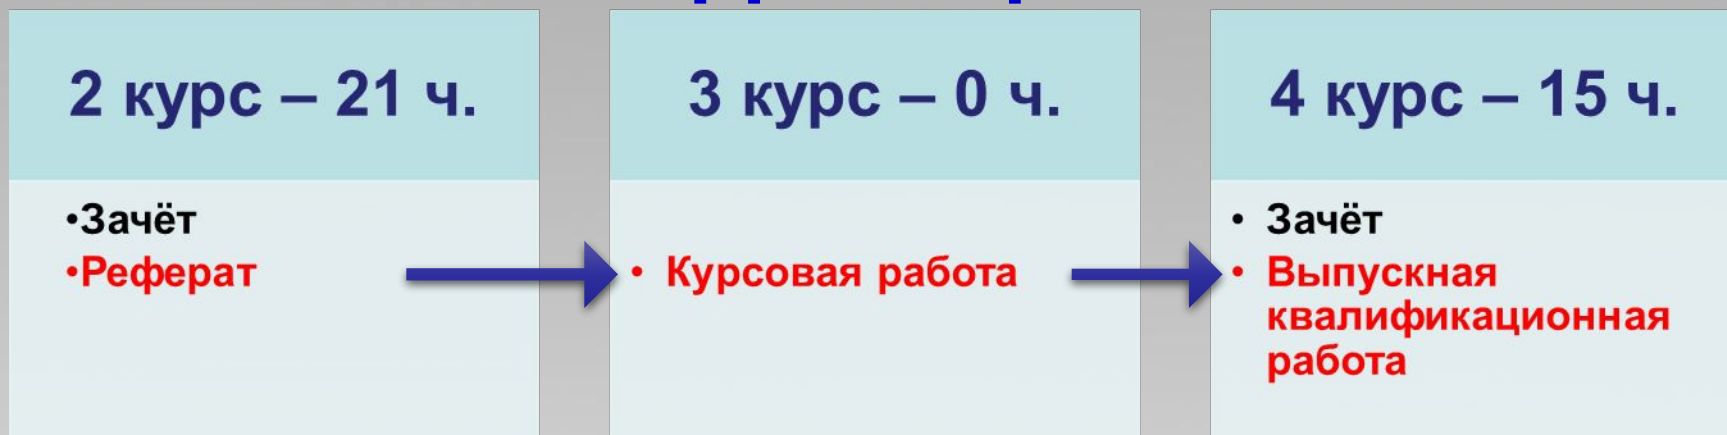 2 курс – 21 ч.
•Зачёт
•Реферат
3 курс – 0 ч.
• Курсовая работа
4 курс – 15 ч.
• Зачёт
• Выпускная
квалификационная
работа